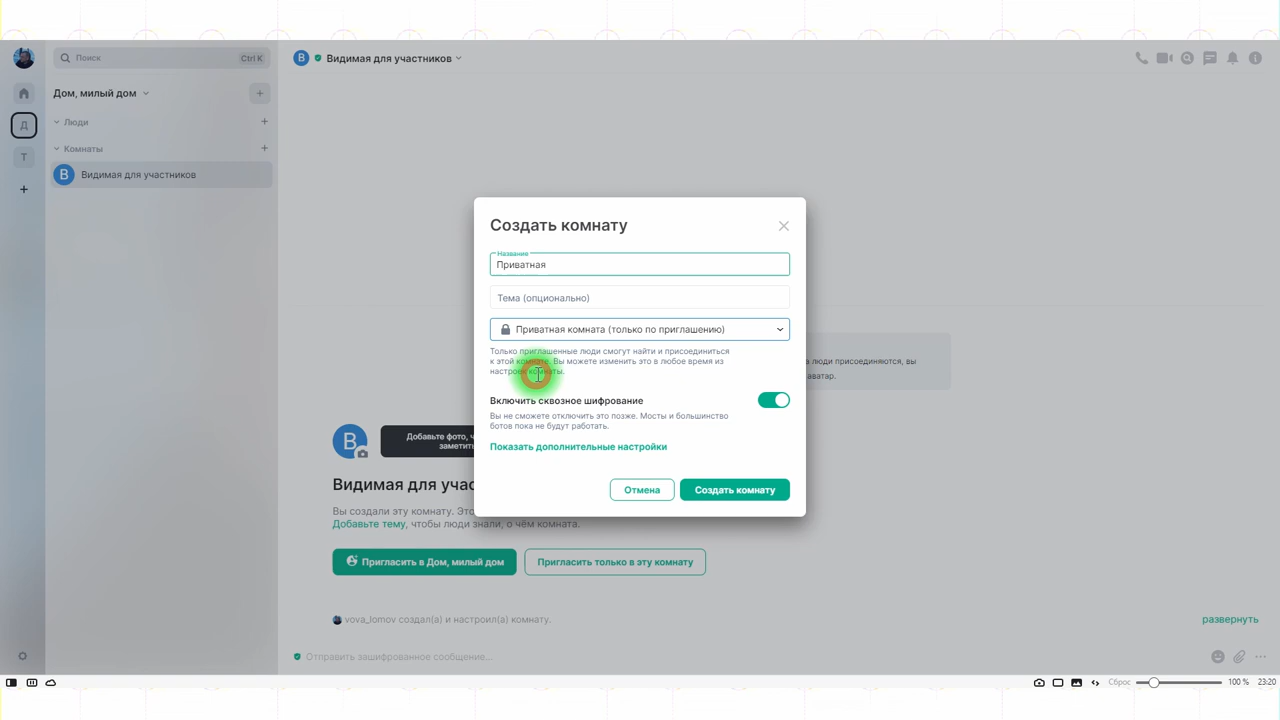 Поиск
Ctrl K
Видимая для участников
Дом, милый дом
Люди
Комнаты
Д
Т
В
Видимая для участников
В
Создать комнату
Название
Приватная
Тема (опционально)
Приватная комната (только по приглашению)
Только приглашенные люди смогут найти и присоединиться
к этой комнате. Вы можете изменить это в любое время из
настроек комнаты.
Включить сквозное шифрование
Вы не сможете отключить это позже. Мосты и большинство
ботов пока не будут работать.
Показать дополнительные настройки
Отмена
Создать комнату
а люди присоединяются, вы
аватар.
В
Добавьте фото, ч
заметить
Видимая для учас
Вы создали эту комнату. Это
Добавьте тему, чтобы люди знали, о чём комната.
Пригласить в Дом, милый дом
Пригласить только в эту комнату
vova_lomov создал(а) и настроил(а) комнату.
развернуть
Отправить зашифрованное сообщение...
Сброс
100 %
23:20